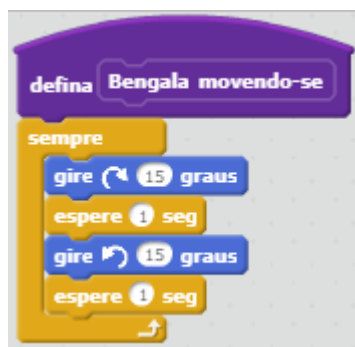 defina Bengala movendo-se
sempre
gire 15 graus
espere 1 seg
gire 15 graus
espere 1 seg